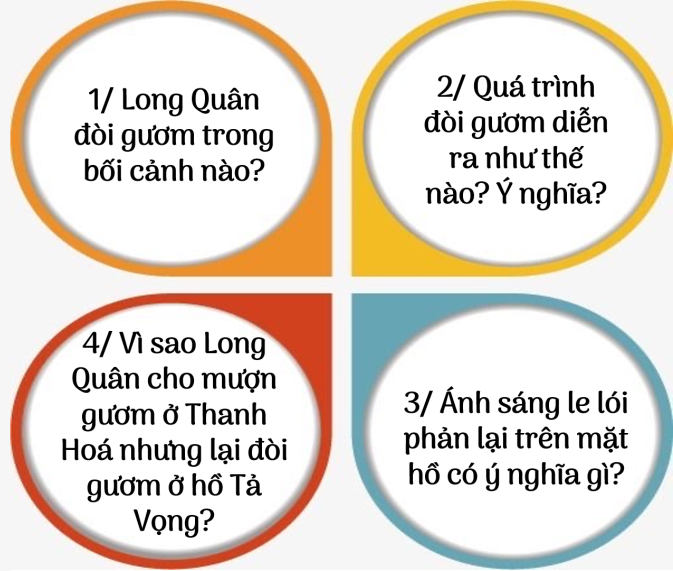 1/ Long Quân
đòi gươm trong
bối cảnh nào?
2/ Quá trình
đòi gươm diễn
ra như thế
nào? Ý nghĩa?
4/ Vì sao Long
Quân cho mượn
gươm ở Thanh
Hoá nhưng lại đòi
gươm ở hồ Tả
Vọng?
3/ Ánh sáng le lói
phản lại trên mặt
hồ có ý nghĩa gì?